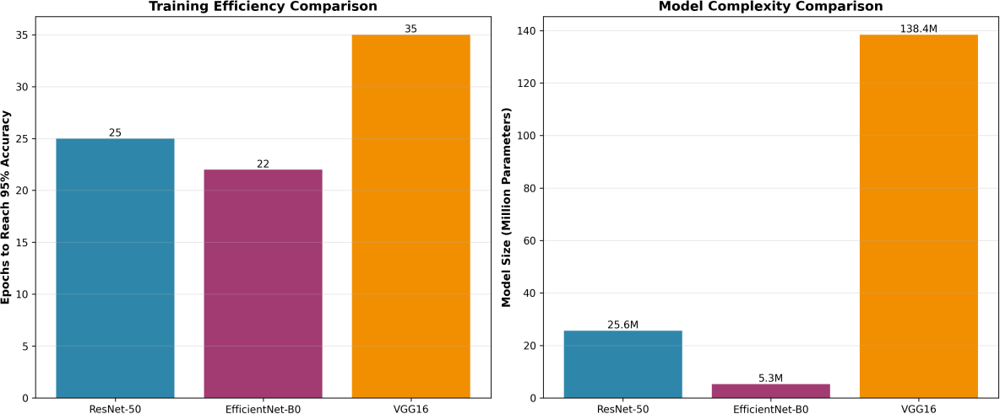 Training Efficiency Comparison
Epochs to Reach 95% Accuracy
35
30
25
20
15
10
5
0
25
22
35
ResNet-50
EfficientNet-B0
VGG16
Model Complexity Comparison
Model Size (Million Parameters)
140
120
100
80
60
40
20
0
25.6M
5.3M
138.4M
ResNet-50
EfficientNet-B0
VGG16